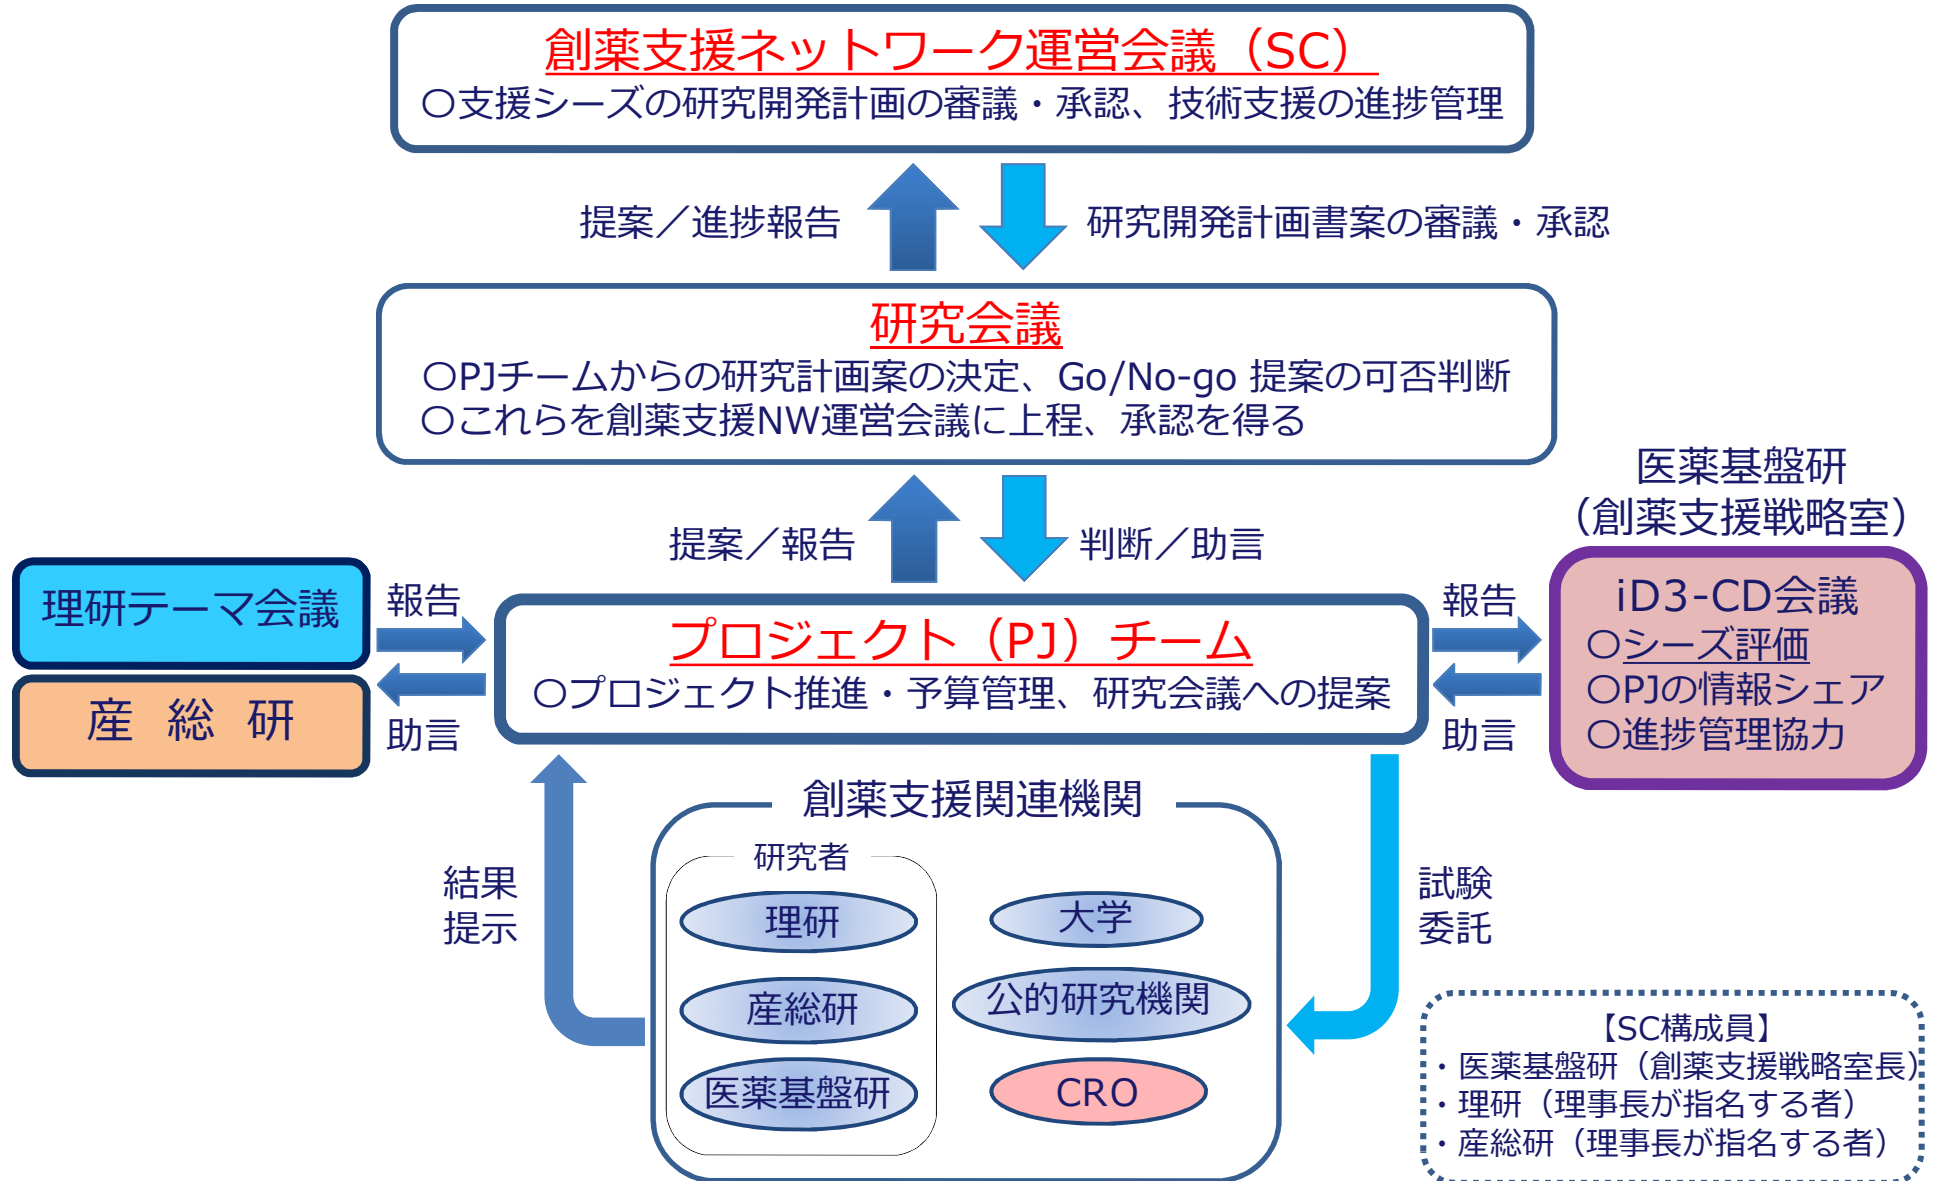 創薬支援ネットワーク運営会議（SC）
〇支援シーズの研究開発計画の審議・承認、技術支援の進捗管理
提案／進捗報告
研究開発計画書案の審議・承認
研究会議
〇PJチームからの研究計画案の決定、Go/No-go 提案の可否判断
〇これらを創薬支援NW運営会議に上程、承認を得る
提案／報告
判断／助言
医薬基盤研
（創薬支援戦略室）
理研テーマ会議
産 総 研
報告
助言
プロジェクト（PJ）チーム
〇プロジェクト推進・予算管理、研究会議への提案
報告
助言
iD3-CD会議
〇シーズ評価
〇PJの情報シェア
〇進捗管理協力
結果
提示
創薬支援関連機関
研究者
理研
産総研
医薬基盤研
大学
公的研究機関
CRO
試験
委託
【SC構成員】
・医薬基盤研（創薬支援戦略室長）
・理研（理事長が指名する者）
・産総研（理事長が指名する者）